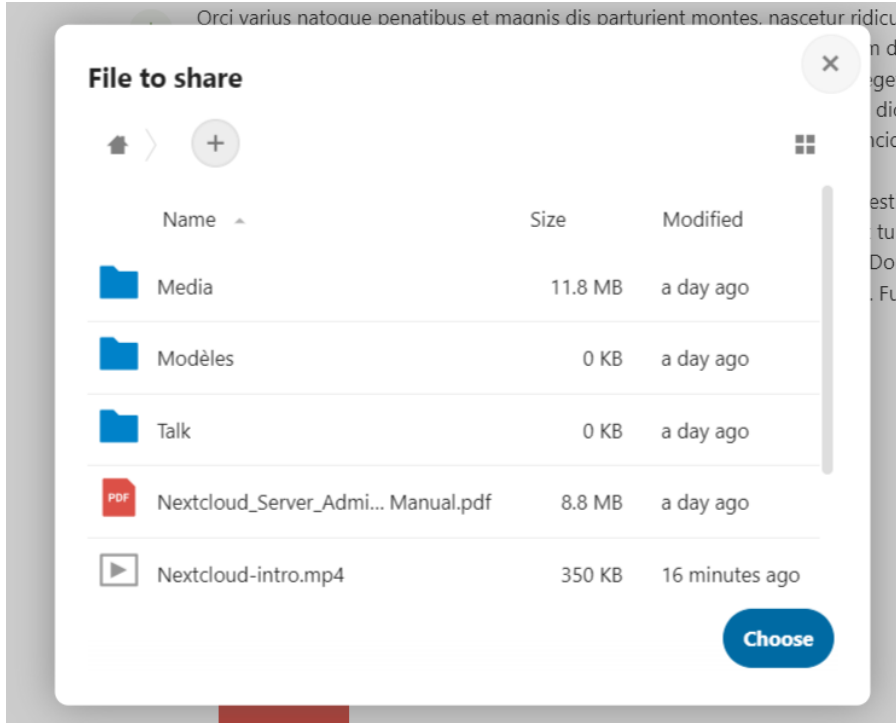 Orci varius natoque penatibus et magnis dis parturient montes, nascetur ridicu
File to share
Name Size Modified
Media 11.8 MB a day ago
Modèles 0 KB a day ago
Talk 0 KB a day ago
PDF Nextcloud_Server_Admi... Manual.pdf 8.8 MB a day ago
Nextcloud-intro.mp4 350 KB 16 minutes ago
Choose